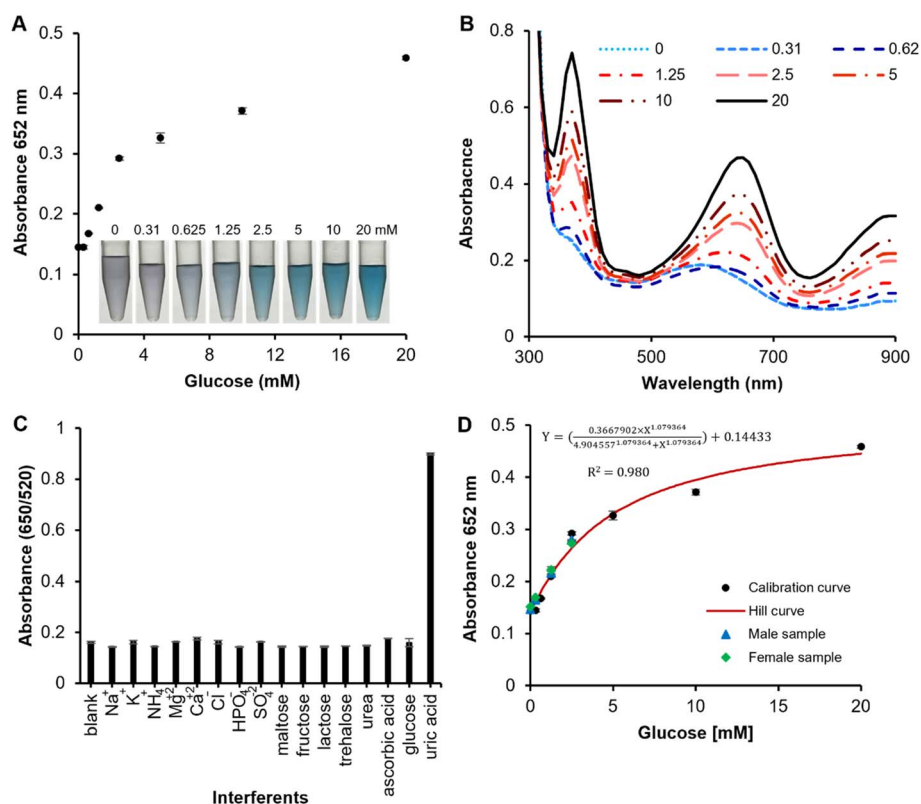 A
Absorbance 652 nm
0.5
0.4
0.3
0.2
0.1
0
0 0.31 0.625 1.25 2.5 5 10 20 mM
0 4 8 12 16 20
Glucose (mM)
B
Absorbacnce
0.8
0.6
0.4
0.2
0
0 0.31 0.62
1.25 2.5 5
10 20
300 500 700 900
Wavelength (nm)
C
Absorbance (650/520)
1
0.8
0.6
0.4
0.2
0
blank
Na⁺
K⁺
NH₄⁺
Mg⁺²
Ca⁺²
Cl⁻
HPO₄⁻
SO₄⁻²
maltose
fructose
lactose
trehalose
urea
ascorbic acid
glucose
uric acid
Interferents
D
Absorbance 652 nm
0.5
0.4
0.3
0.2
0.1
0
Y = (0.3667902×X^1.079364 / 4.904557^1.079364+X^1.079364) + 0.14433
R² = 0.980
Calibration curve
Hill curve
Male sample
Female sample
0 5 10 15 20
Glucose [mM]